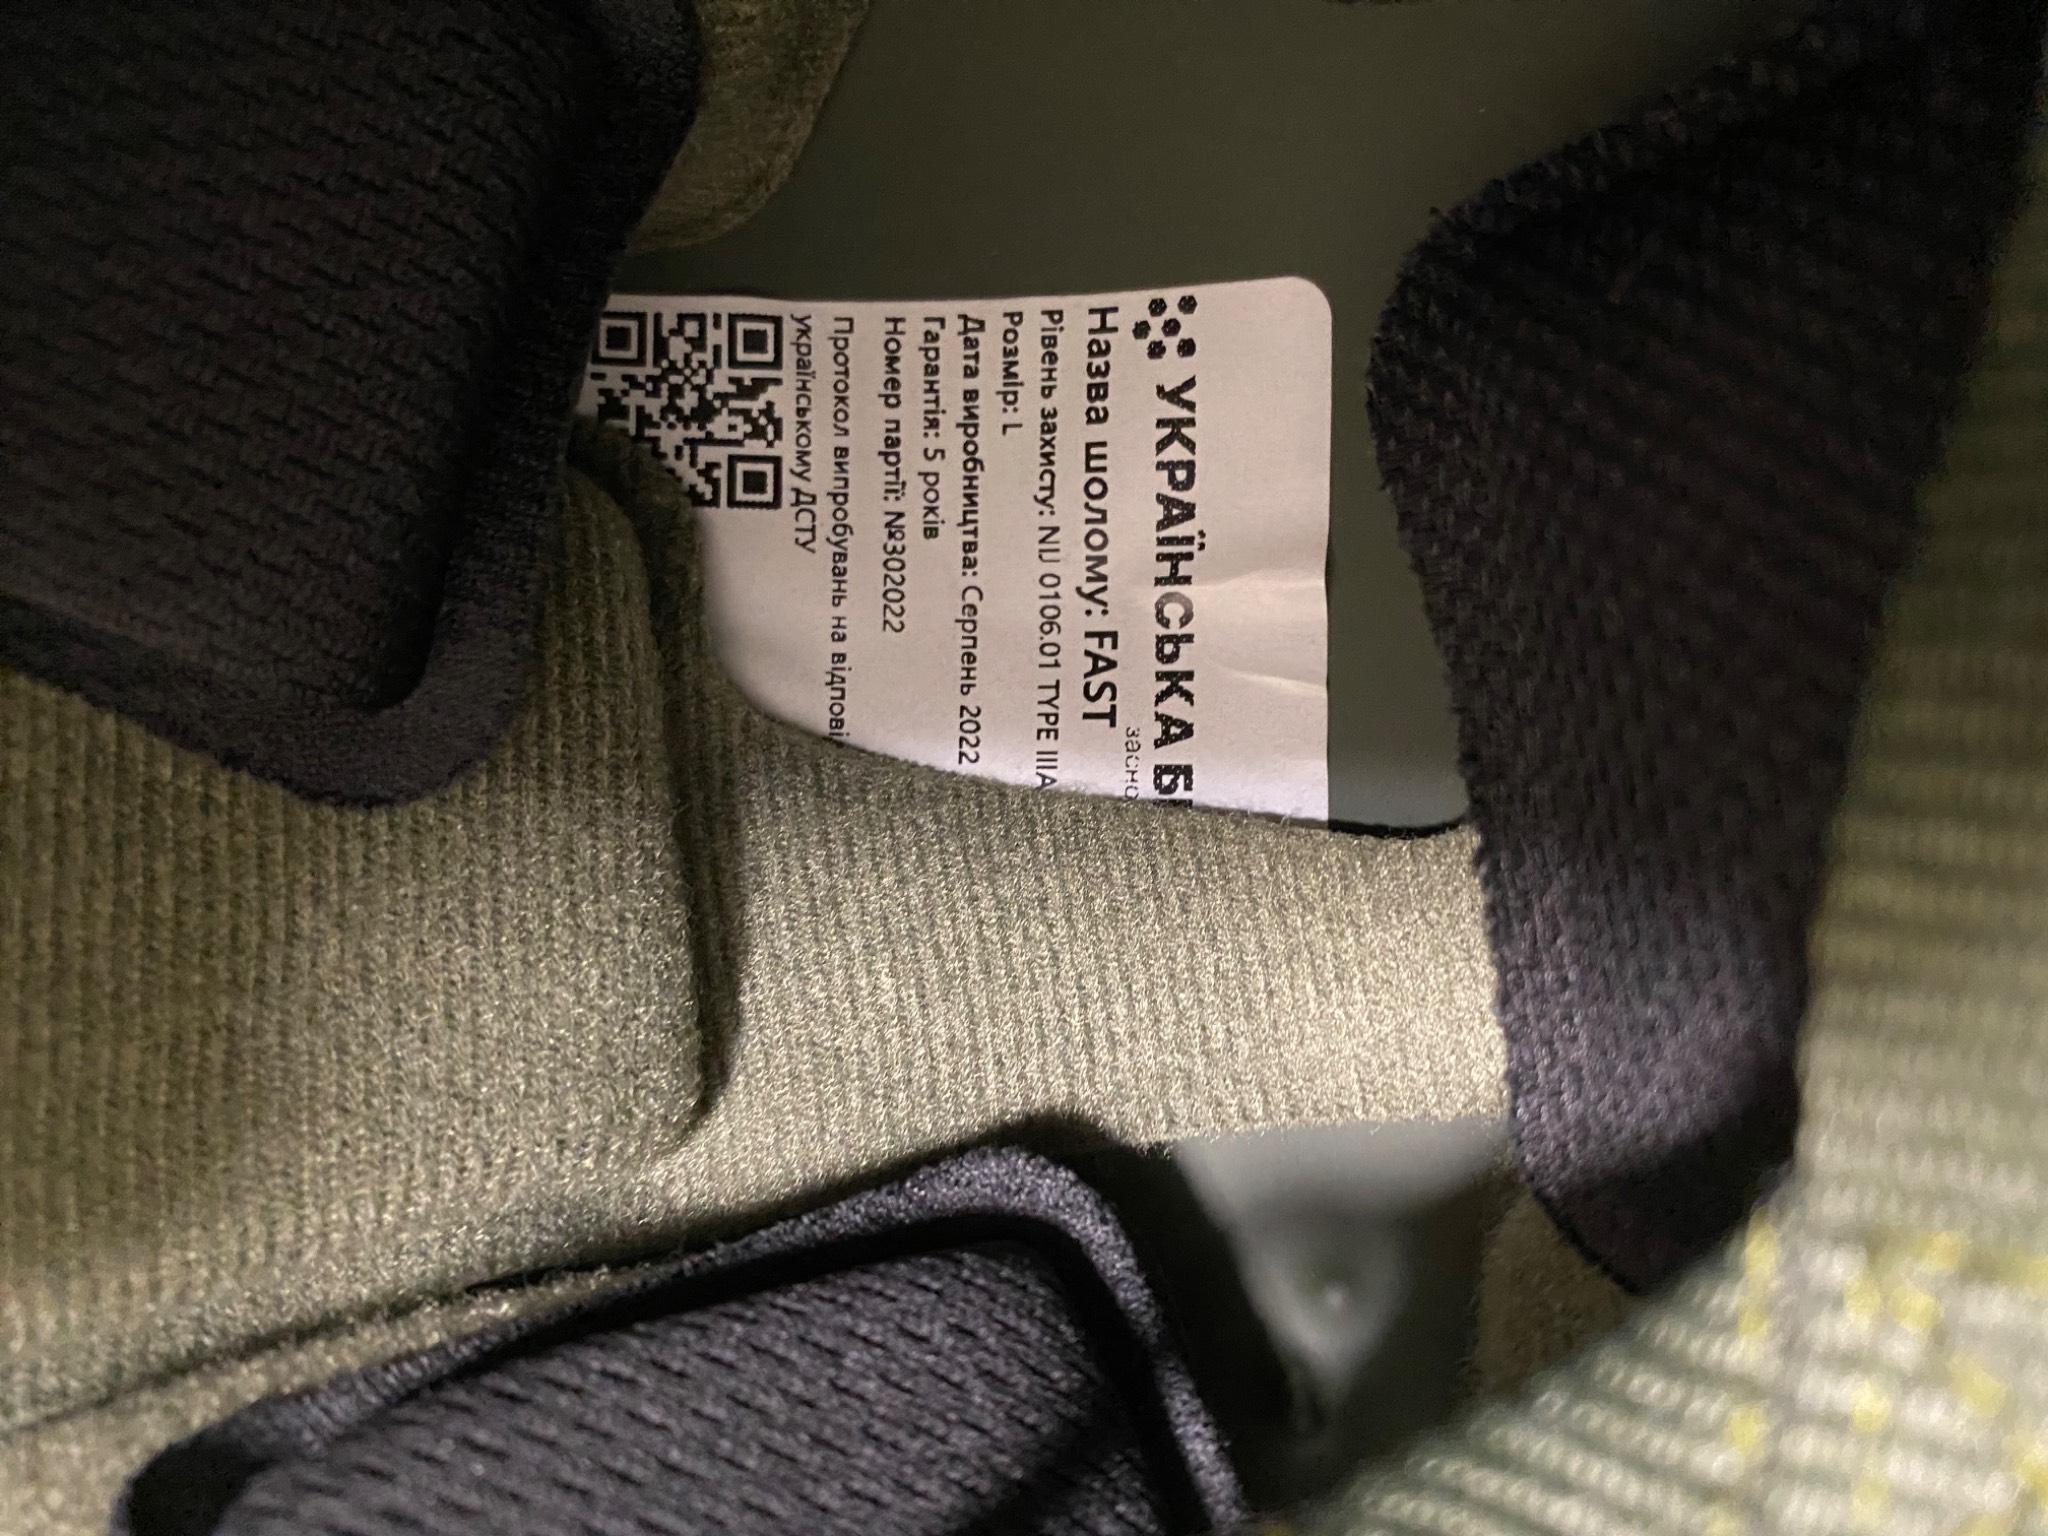 УКРАЇНСЬКА
Назва шолому: FAST
Рівень захисту: NIJ 0106.01 TYPE IIIA
Розмір: L
Дата виробництва: Серпень 2022
Гарантія: 5 років
Номер партії: №302022
Протокол випробувань на
українському ДСТУ